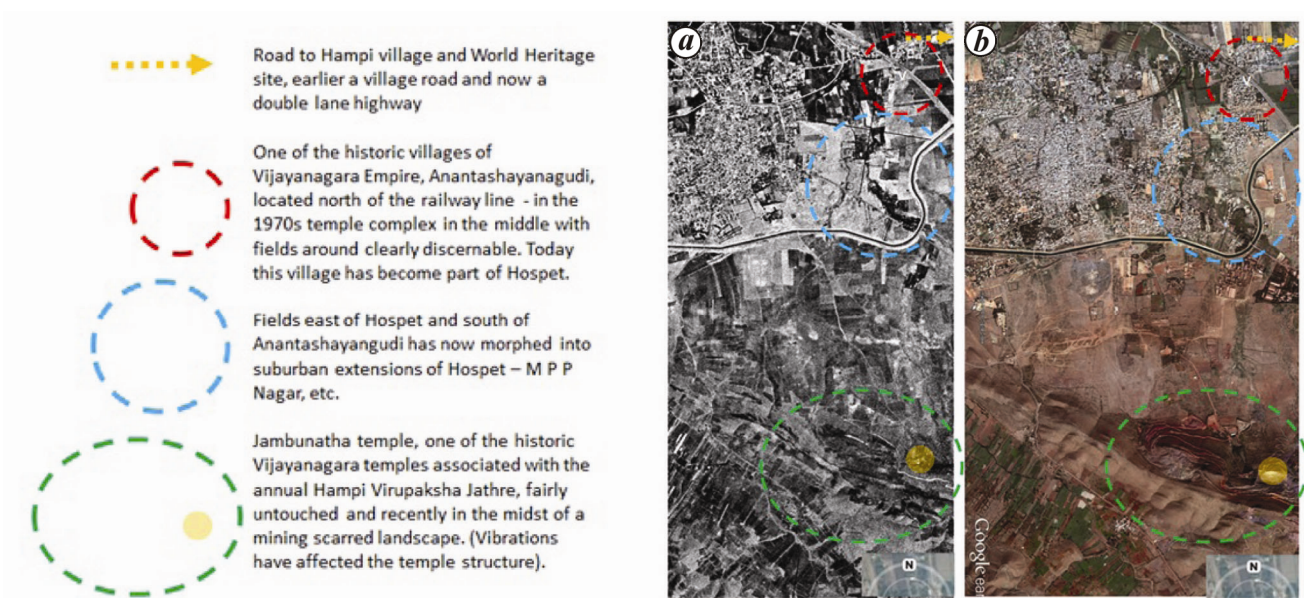 Road to Hampi village and World Heritage
site, earlier a village road and now a
double lane highway
One of the historic villages of
Vijayanagara Empire, Anantashayanagudi,
located north of the railway line - in the
1970s temple complex in the middle with
fields around clearly discernable. Today
this village has become part of Hospet.
Fields east of Hospet and south of
Anantashayangudi has now morphed into
suburban extensions of Hospet – M P P
Nagar, etc.
Jambunatha temple, one of the historic
Vijayanagara temples associated with the
annual Hampi Virupaksha Jathre, fairly
untouched and recently in the midst of a
mining scarred landscape. (Vibrations
have affected the temple structure).
a
V
N
b
V
Google ea
N